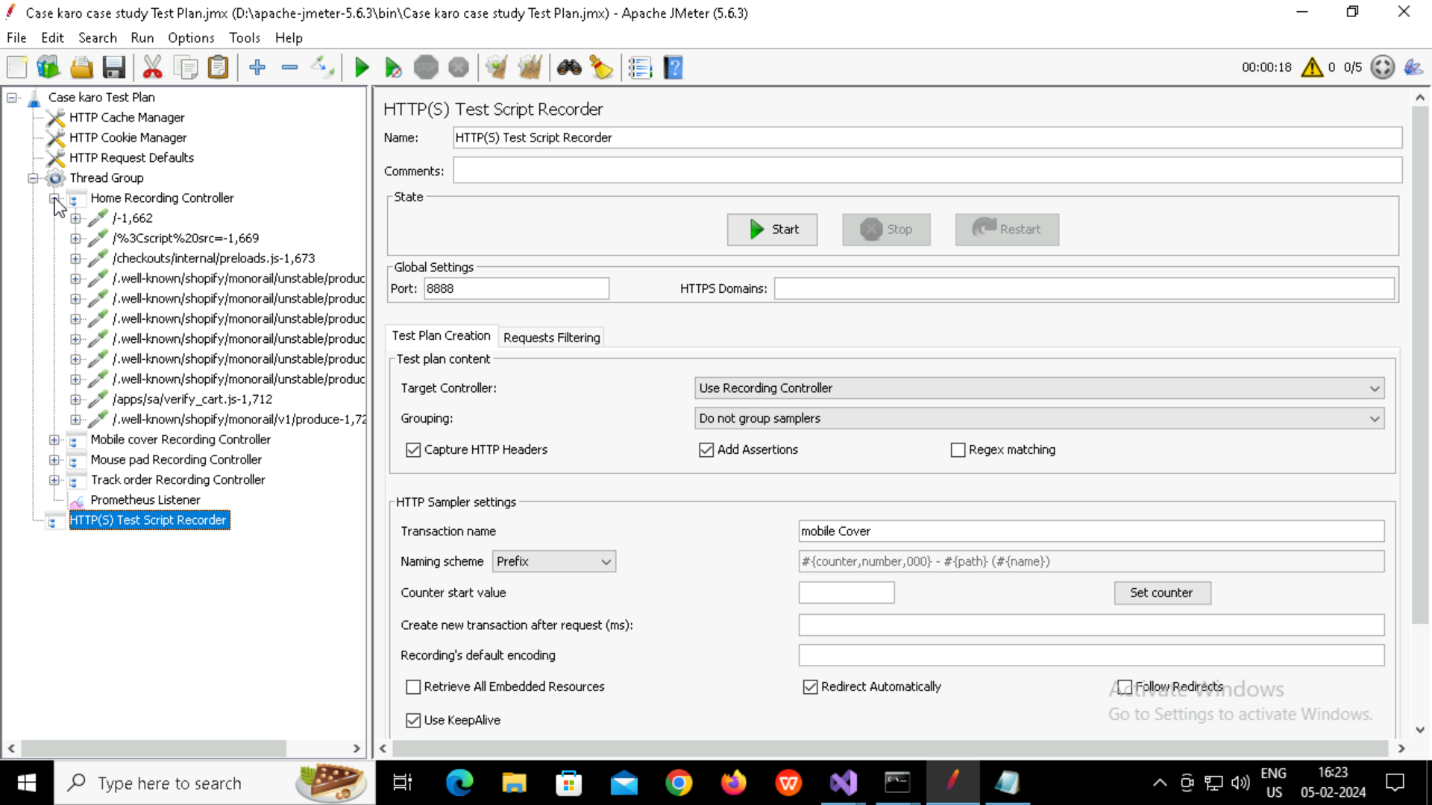 Case karo case study Test Plan.jmx (D:\apache-jmeter-5.6.3\bin\Case karo case study Test Plan.jmx) - Apache JMeter (5.6.3)
File Edit Search Run Options Tools Help
00:00:18 0 0/5
Case karo Test Plan
HTTP Cache Manager
HTTP Cookie Manager
HTTP Request Defaults
Thread Group
Home Recording Controller
/-1,662
/%3Cscript%20src=-1,669
/checkouts/internal/preloads.js-1,673
/.well-known/shopify/monorail/unstable/produc
/.well-known/shopify/monorail/unstable/produc
/.well-known/shopify/monorail/unstable/produc
/.well-known/shopify/monorail/unstable/produc
/.well-known/shopify/monorail/unstable/produc
/.well-known/shopify/monorail/unstable/produc
/apps/sa/verify_cart.js-1,712
/.well-known/shopify/monorail/v1/produce-1,72
Mobile cover Recording Controller
Mouse pad Recording Controller
Track order Recording Controller
Prometheus Listener
HTTP(S) Test Script Recorder
HTTP(S) Test Script Recorder
Name: HTTP(S) Test Script Recorder
Comments:
State
Start Stop Restart
Global Settings
Port: 8888 HTTPS Domains:
Test Plan Creation Requests Filtering
Test plan content
Target Controller: Use Recording Controller
Grouping: Do not group samplers
Capture HTTP Headers Add Assertions Regex matching
HTTP Sampler settings
Transaction name mobile Cover
Naming scheme Prefix #{counter,number,000} - #{path} (#{name})
Counter start value Set counter
Create new transaction after request (ms):
Recording's default encoding
Retrieve All Embedded Resources Redirect Automatically Follow Redirects
Use KeepAlive
Activate Windows
Go to Settings to activate Windows.
Type here to search
ENG
US
16:23
05-02-2024